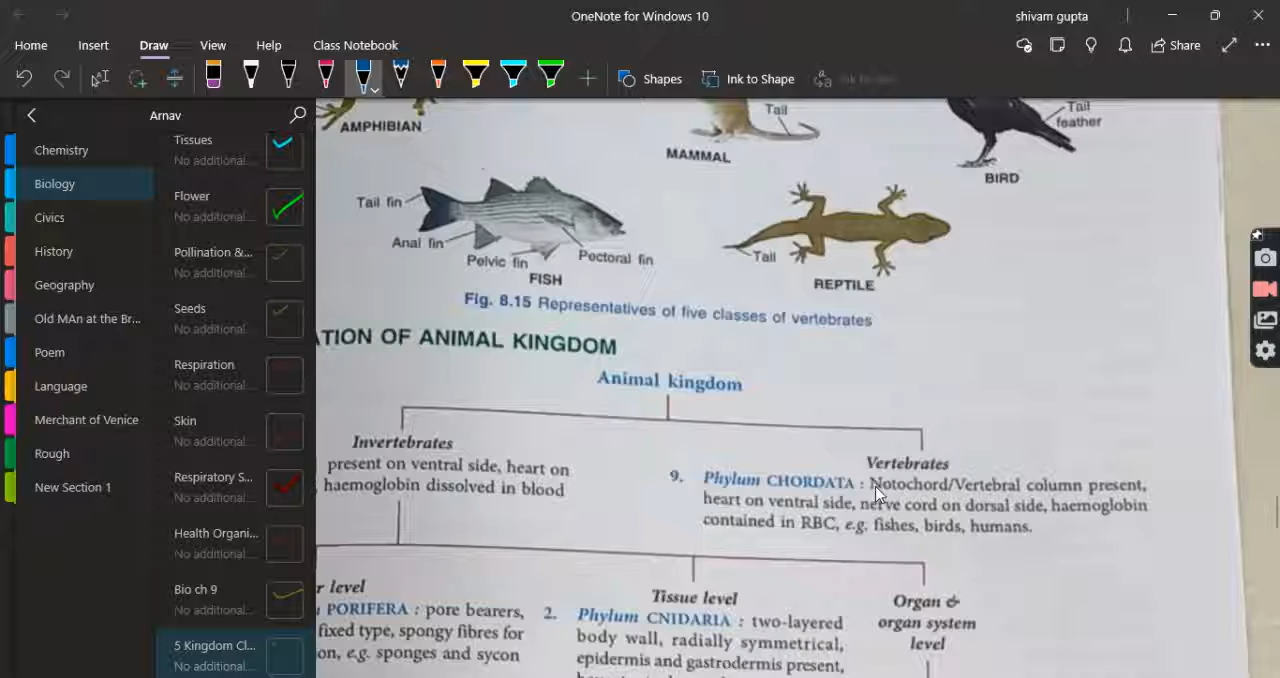 OneNote for Windows 10
shivam gupta
Home Insert Draw View Help Class Notebook
Share
Shapes
Ink to Shape
Arnav
Chemistry
Biology
Civics
History
Geography
Old MAn at the Br...
Poem
Language
Merchant of Venice
Rough
New Section 1
Tissues
No additional...
Flower
No additional...
Pollination &...
No additional...
Seeds
No additional...
Respiration
No additional...
Skin
No additional...
Respiratory S...
No additional...
Health Organi...
No additional...
Bio ch 9
No additional...
5 Kingdom Cl...
No additional...
AMPHIBIAN
Tail
MAMMAL
Tail
feather
BIRD
Tail fin
Anal fin
Pelvic fin
Pectoral fin
FISH
Tail
REPTILE
Fig. 8.15 Representatives of five classes of vertebrates
TION OF ANIMAL KINGDOM
Animal kingdom
Invertebrates
present on ventral side, heart on
haemoglobin dissolved in blood
Vertebrates
9. Phylum CHORDATA : Notochord/Vertebral column present,
heart on ventral side, nerve cord on dorsal side, haemoglobin
contained in RBC, e.g. fishes, birds, humans.
r level
PORIFERA : pore bearers,
fixed type, spongy fibres for
on, e.g. sponges and sycon
Tissue level
2. Phylum CNIDARIA : two-layered
body wall, radially symmetrical,
epidermis and gastrodermis present,
Organ &
organ system
level